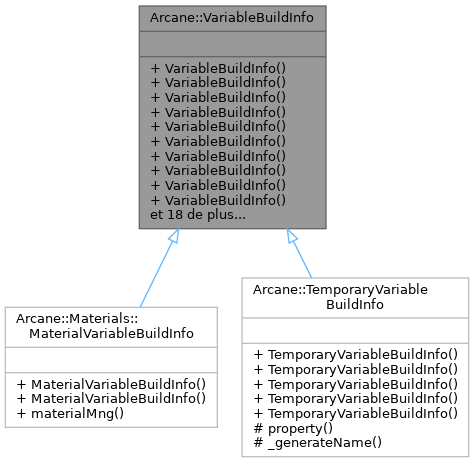 Arcane::VariableBuildInfo
+ VariableBuildInfo()
+ VariableBuildInfo()
+ VariableBuildInfo()
+ VariableBuildInfo()
+ VariableBuildInfo()
+ VariableBuildInfo()
+ VariableBuildInfo()
+ VariableBuildInfo()
+ VariableBuildInfo()
+ VariableBuildInfo()
et 18 de plus...
Arcane::Materials::
MaterialVariableBuildInfo
+ MaterialVariableBuildInfo()
+ MaterialVariableBuildInfo()
+ materialMng()
Arcane::TemporaryVariable
BuildInfo
+ TemporaryVariableBuildInfo()
+ TemporaryVariableBuildInfo()
+ TemporaryVariableBuildInfo()
+ TemporaryVariableBuildInfo()
+ TemporaryVariableBuildInfo()
# property()
# _generateName()